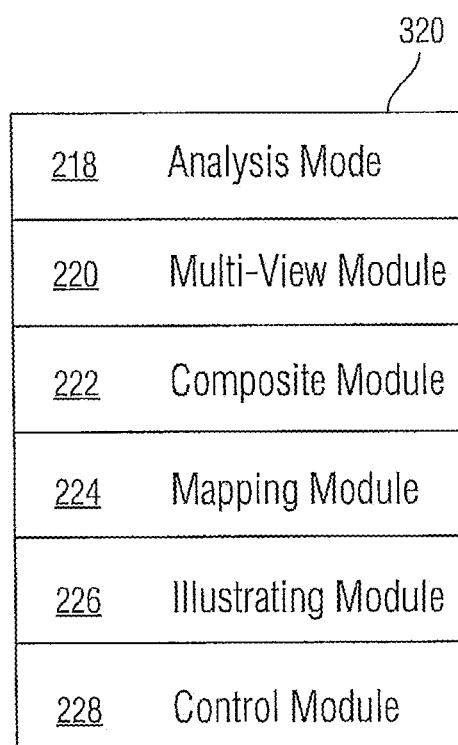 320
218 Analysis Mode
220 Multi-View Module
222 Composite Module
224 Mapping Module
226 Illustrating Module
228 Control Module